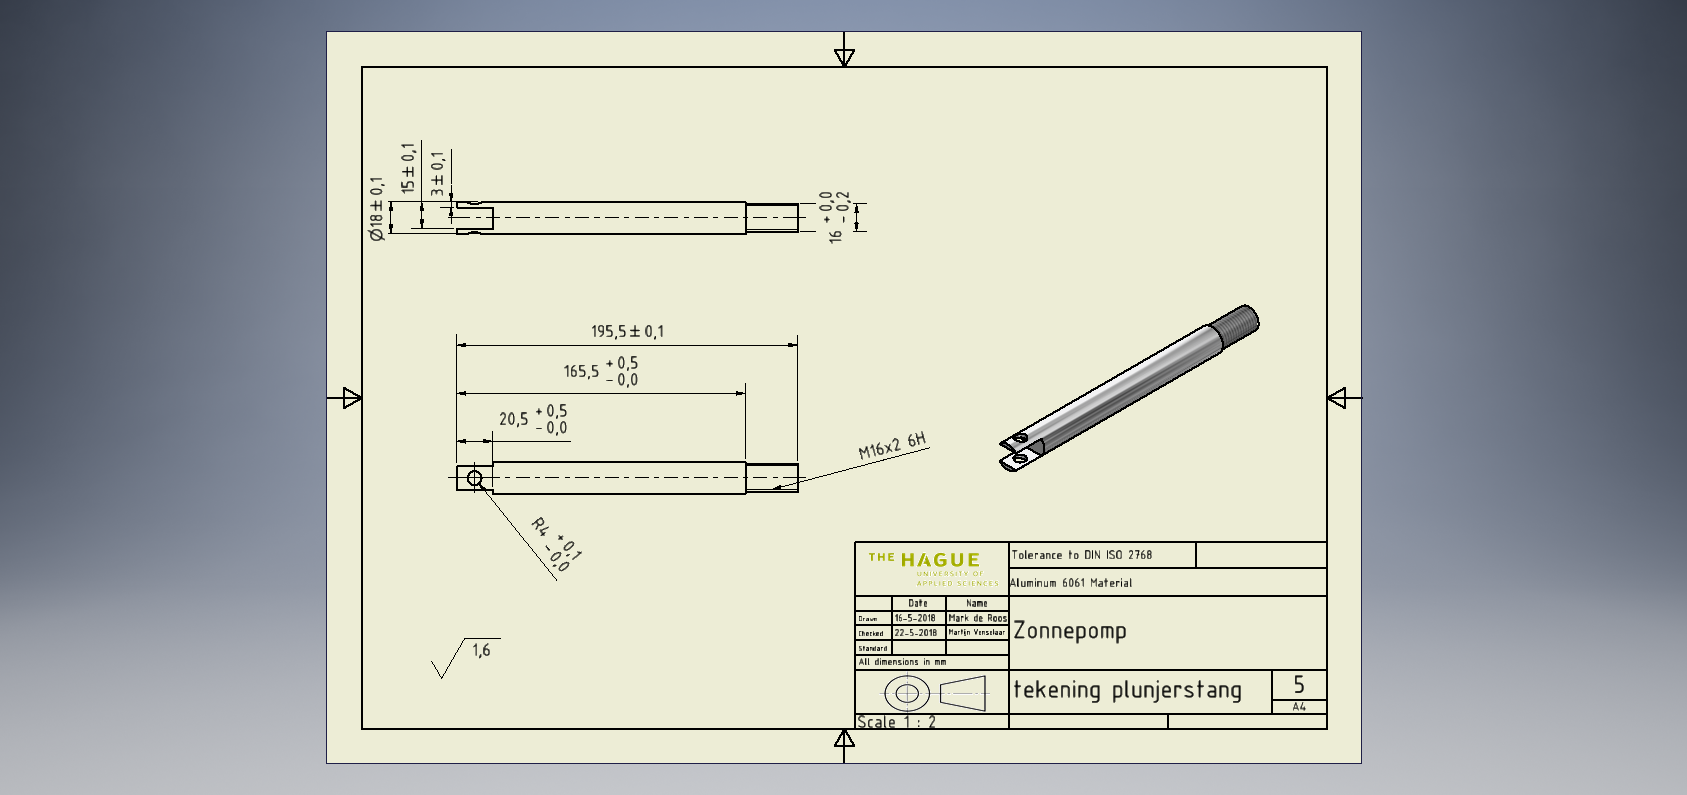 Ø18±0,1
15±0,1
3±0,1
16 +0,0
-0,2
195,5±0,1
165,5 +0,5
-0,0
20,5 +0,5
-0,0
M16x2 6H
R4 +0,1
-0,0
1,6
THE HAGUE
UNIVERSITY OF
APPLIED SCIENCES
Tolerance to DIN ISO 2768
Aluminum 6061 Material
Date Name
Drawn 16-5-2018 Mark de Roos
Checked 22-5-2018 Martijn Venselaar
Standard
All dimensions in mm
Zonnepomp
tekening plunjerstang
5
A4
Scale 1 : 2